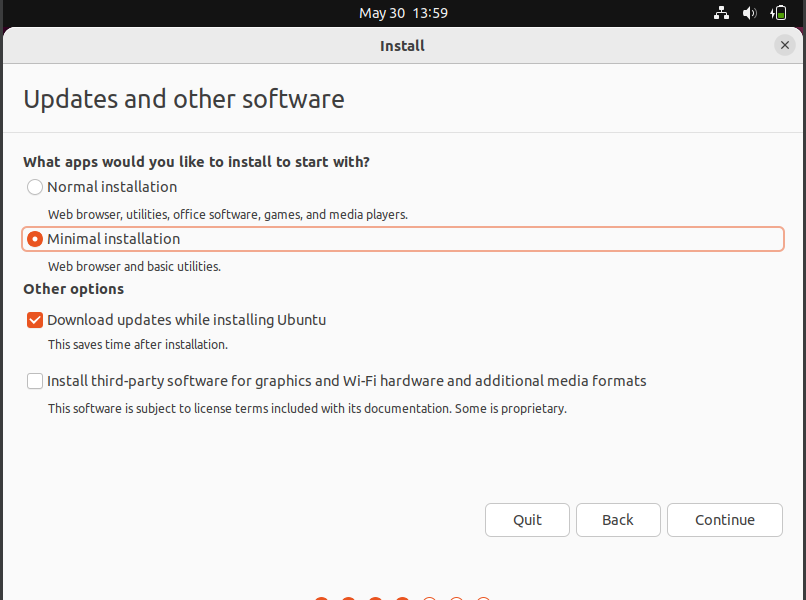 May 30 13:59
Install
Updates and other software
What apps would you like to install to start with?
Normal installation
Web browser, utilities, office software, games, and media players.
Minimal installation
Web browser and basic utilities.
Other options
Download updates while installing Ubuntu
This saves time after installation.
Install third-party software for graphics and Wi-Fi hardware and additional media formats
This software is subject to license terms included with its documentation. Some is proprietary.
Quit Back Continue